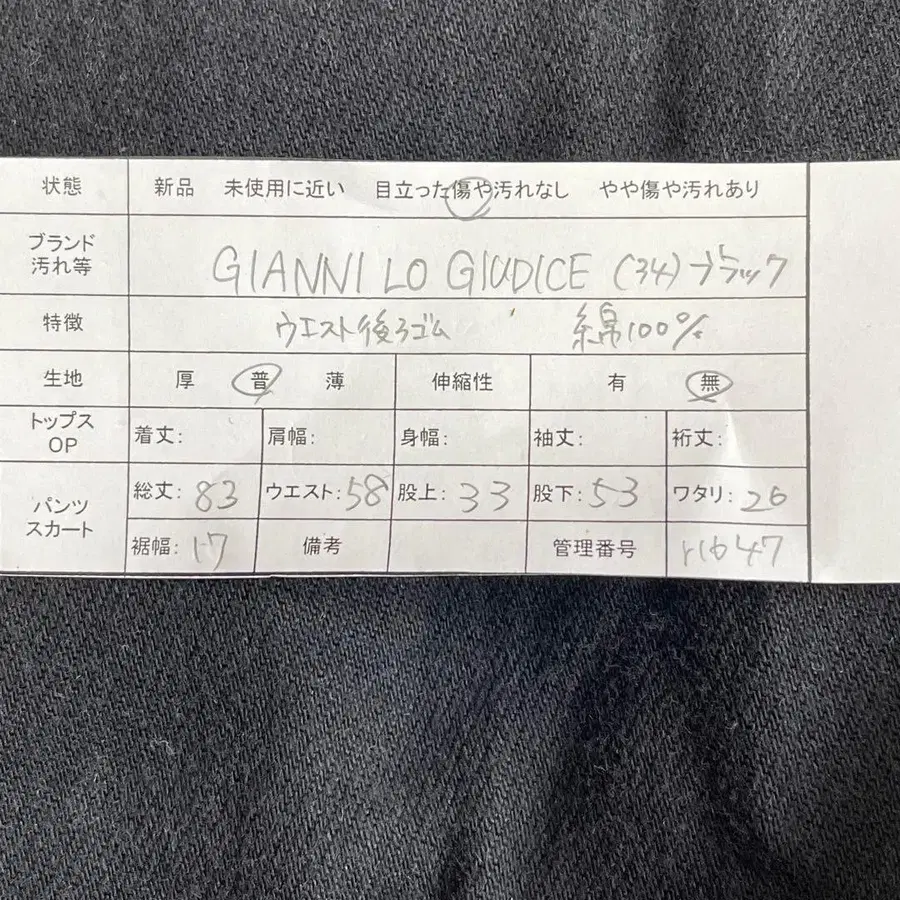 状態 新品 未使用に近い 目立った傷や汚れなし やや傷や汚れあり
ブランド
汚れ等
GIANNI LO GIUDICE (34) ブラック
特徴 ウエスト後ろゴム 綿100%
生地 厚 普 薄 伸縮性 有 無
トップス
OP
着丈: 肩幅: 身幅: 袖丈: 裄丈:
パンツ
スカート
総丈: 83 ウエスト: 58 股上: 33 股下: 53 ワタリ: 26
裾幅: 17 備考 管理番号